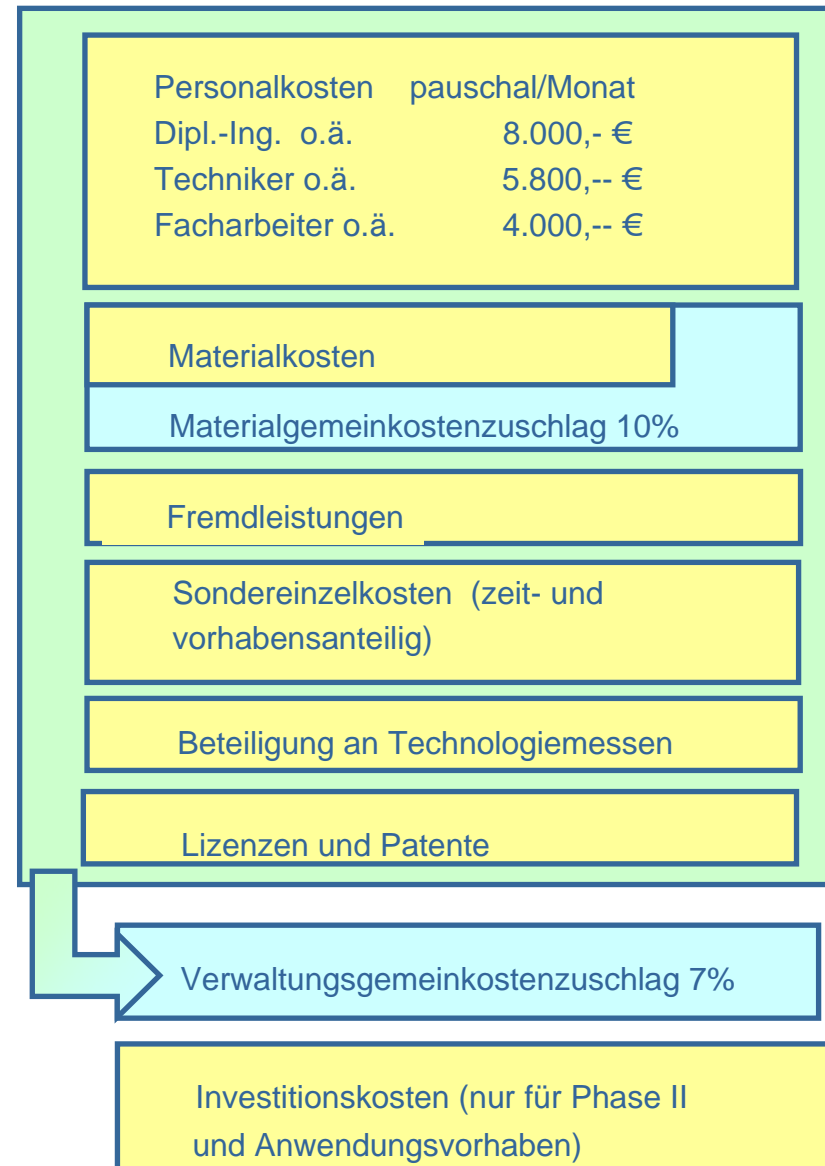 Personalkosten pauschal/Monat
Dipl.-Ing. o.ä. 8.000,- €
Techniker o.ä. 5.800,-- €
Facharbeiter o.ä. 4.000,-- €
Materialkosten
Materialgemeinkostenzuschlag 10%
Fremdleistungen
Sondereinzelkosten (zeit- und
vorhabensanteilig)
Beteiligung an Technologiemessen
Lizenzen und Patente
Verwaltungsgemeinkostenzuschlag 7%
Investitionskosten (nur für Phase II
und Anwendungsvorhaben)